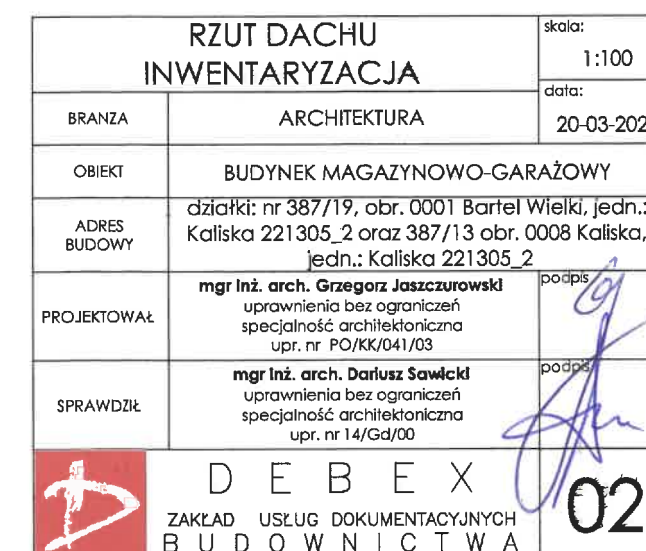 RZUT DACHU
INWENTARYZACJA
skala:
1:100
data:
20-03-202
BRANZA
ARCHITEKTURA
OBIEKT
BUDYNEK MAGAZYNOWO-GARAŻOWY
ADRES
BUDOWY
działki: nr 387/19, obr. 0001 Bartel Wielki, jedn.:
Kaliska 221305_2 oraz 387/13 obr. 0008 Kaliska,
jedn.: Kaliska 221305_2
PROJEKTOWAŁ
mgr inż. arch. Grzegorz Jaszczurowski
uprawnienia bez ograniczeń
specjalność architektoniczna
upr. nr PO/KK/041/03
podpis
SPRAWDZIŁ
mgr inż. arch. Dariusz Sawicki
uprawnienia bez ograniczeń
specjalność architektoniczna
upr. nr 14/Gd/00
podpis
DEBEX
ZAKŁAD USŁUG DOKUMENTACYJNYCH
BUDOWNICTWA
02